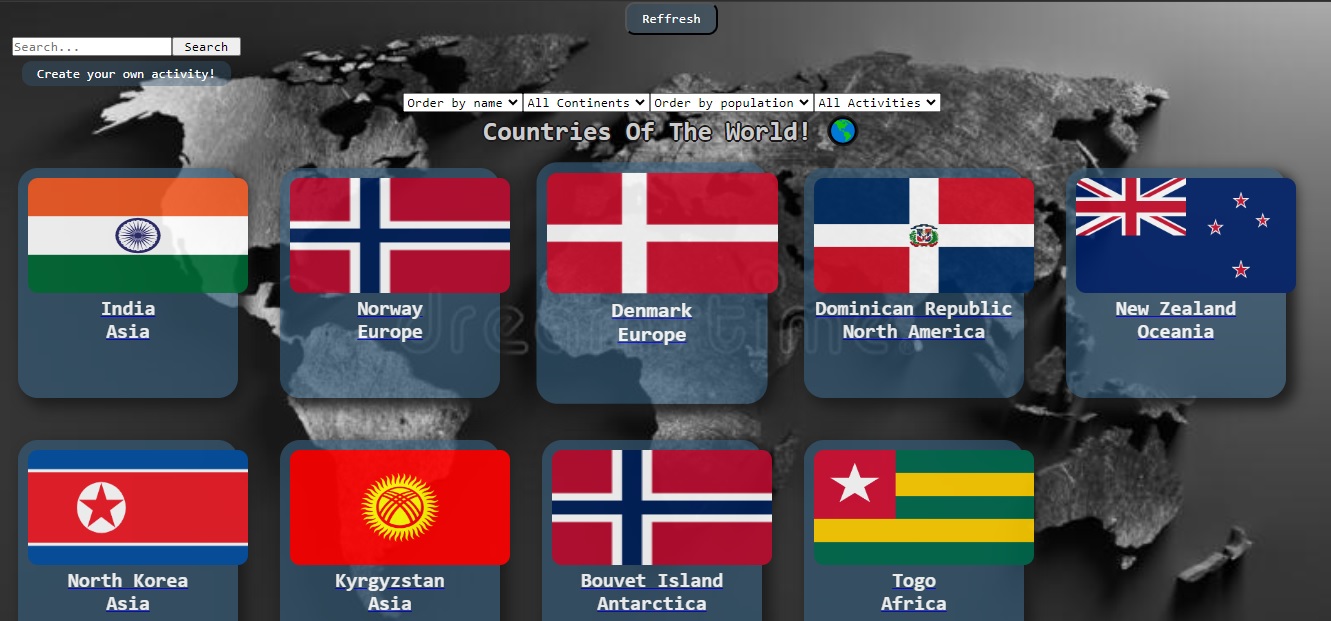 Reffresh
Search...
Search
Create your own activity!
Order by name
All Continents
Order by population
All Activities
Countries Of The World!
dreamstime.
India
Asia
Norway
Europe
Denmark
Europe
Dominican Republic
North America
New Zealand
Oceania
North Korea
Asia
Kyrgyzstan
Asia
Bouvet Island
Antarctica
Togo
Africa